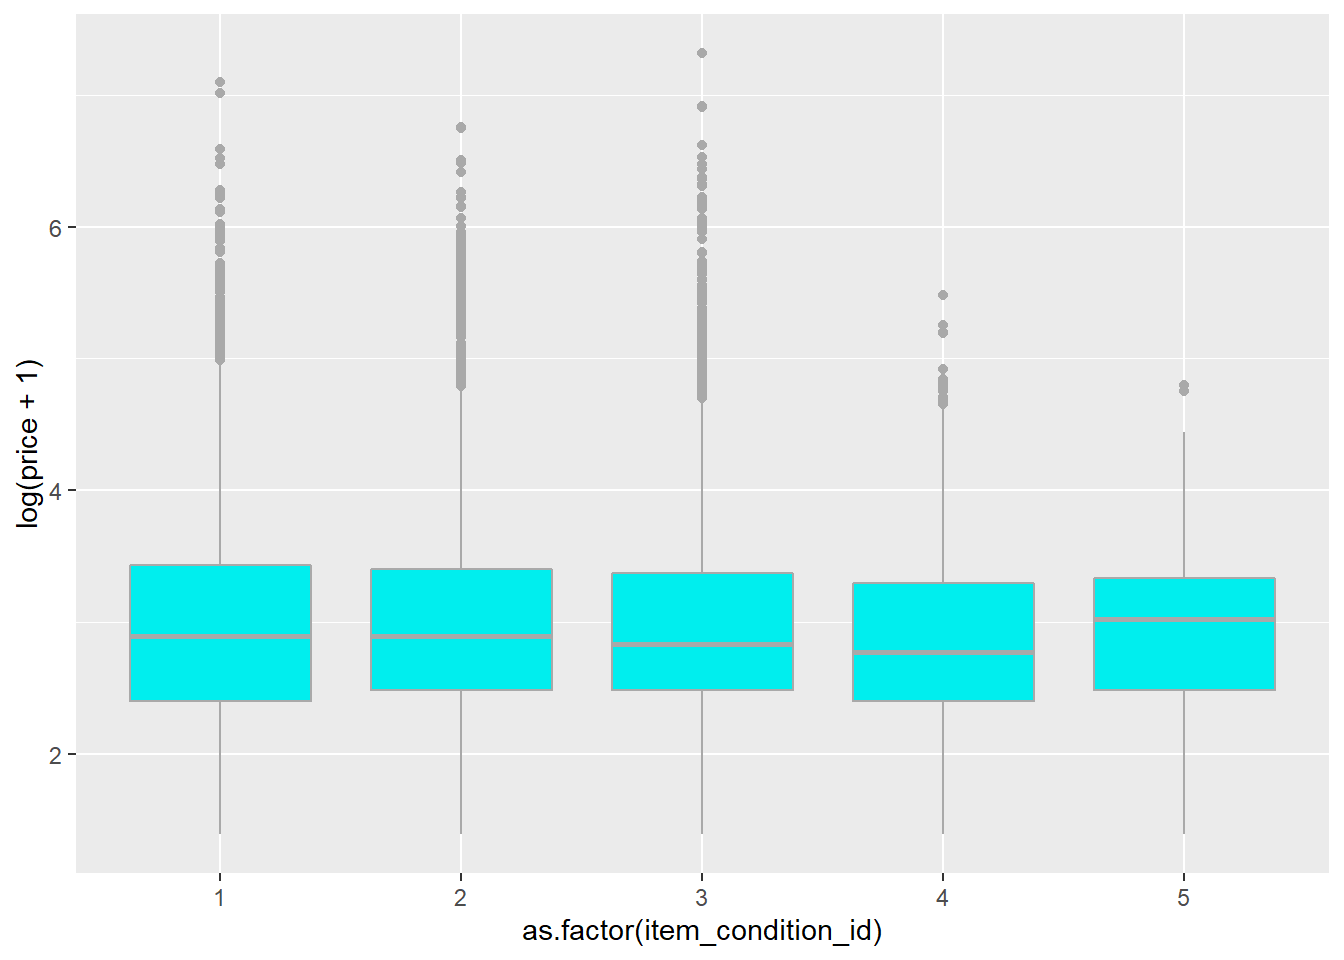 log(price + 1)
6
4
2
1 2 3 4 5
as.factor(item_condition_id)